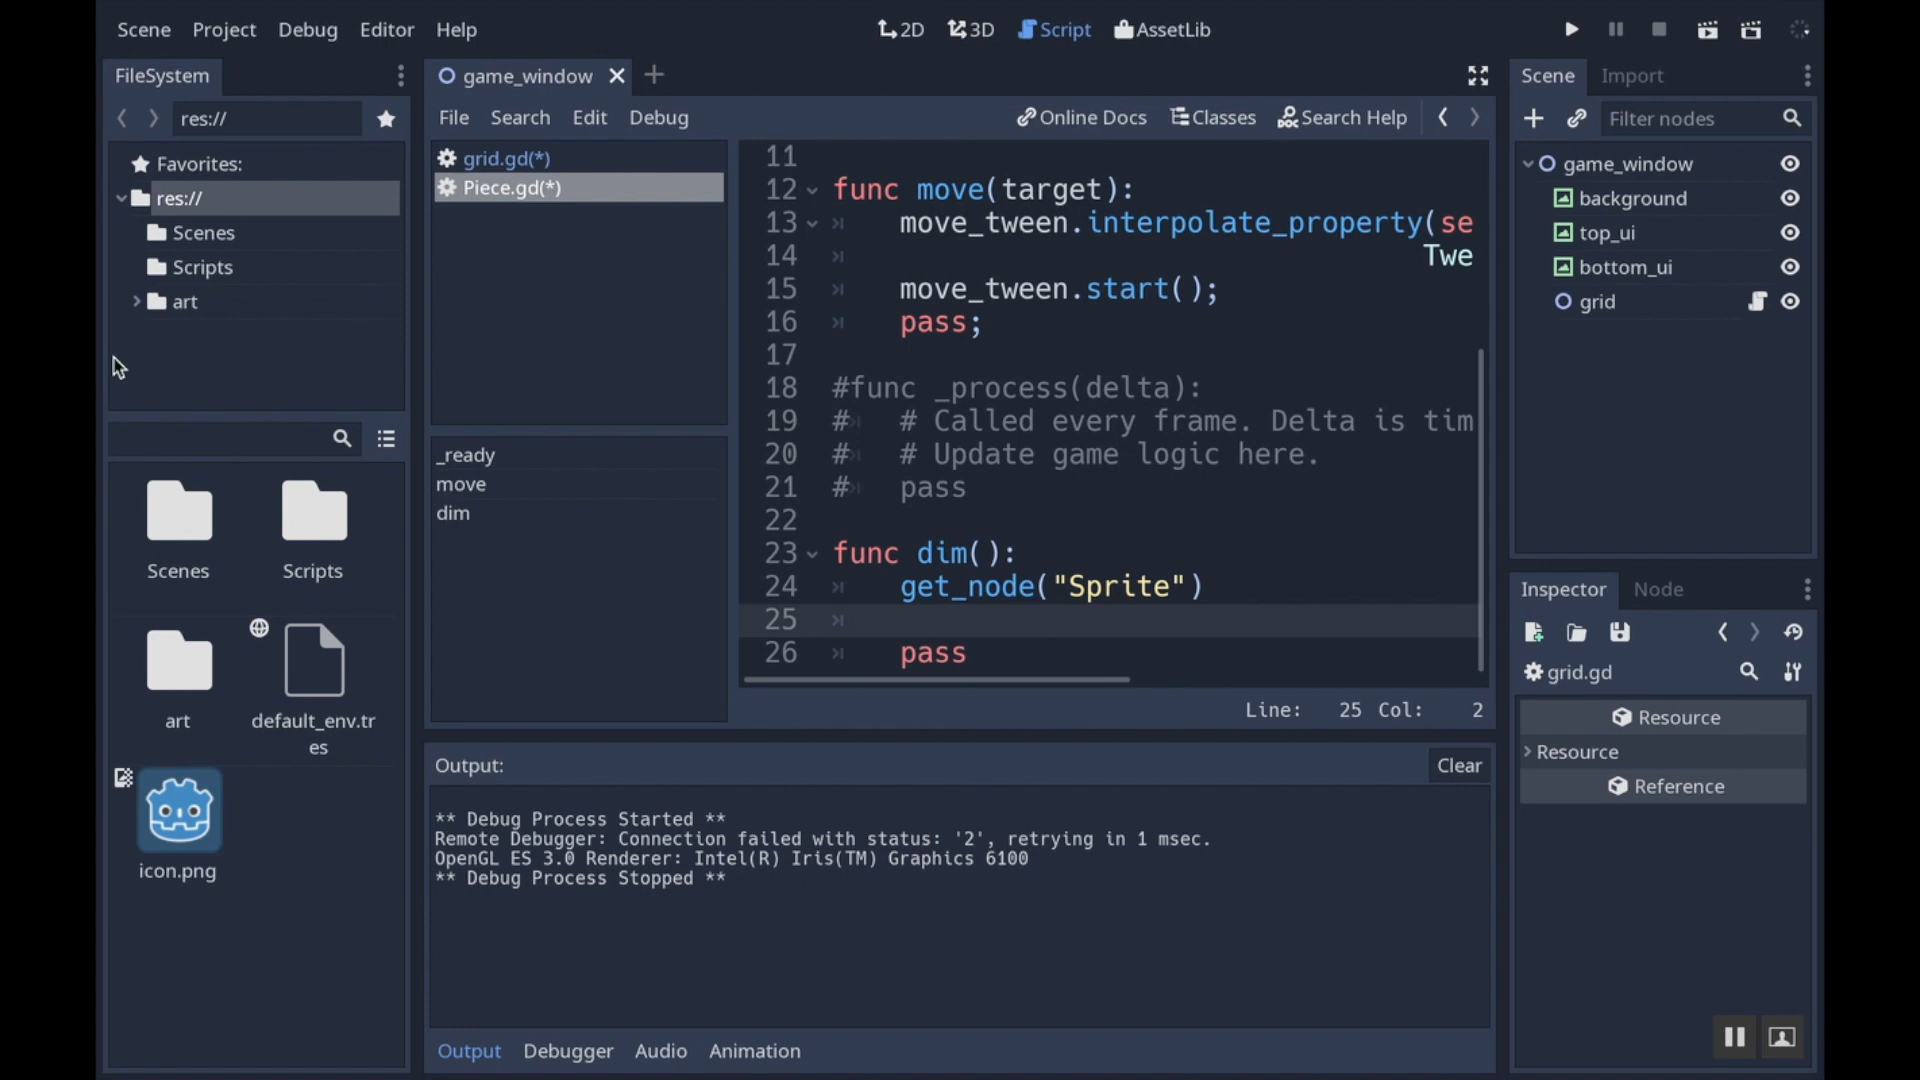 Scene Project Debug Editor Help
2D 3D Script AssetLib
FileSystem
res://
Favorites:
res://
Scenes
Scripts
art
Scenes Scripts
art default_env.tr
es
icon.png
game_window
File Search Edit Debug
Online Docs Classes Search Help
grid.gd(*)
Piece.gd(*)
_ready
move
dim
11
12 func move(target):
13 move_tween.interpolate_property(se
14 Twe
15 move_tween.start();
16 pass;
17
18 #func _process(delta):
19 # # Called every frame. Delta is tim
20 # # Update game logic here.
21 # pass
22
23 func dim():
24 get_node("Sprite")
25
26 pass
Line: 25 Col: 2
Output:
Clear
** Debug Process Started **
Remote Debugger: Connection failed with status: '2', retrying in 1 msec.
OpenGL ES 3.0 Renderer: Intel(R) Iris(TM) Graphics 6100
** Debug Process Stopped **
Output Debugger Audio Animation
Scene Import
Filter nodes
game_window
background
top_ui
bottom_ui
grid
Inspector Node
grid.gd
Resource
Resource
Reference